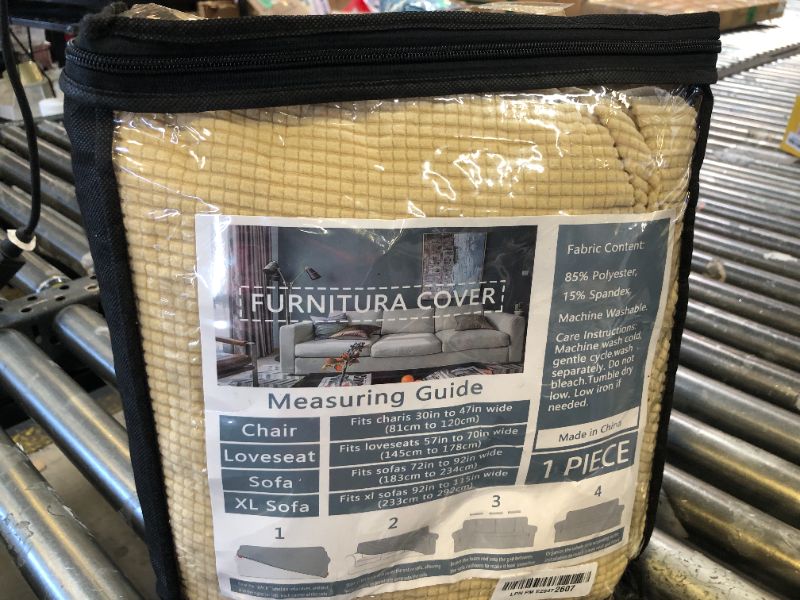 FURNITURA COVER
Measuring Guide
Chair
Fits charis 30in to 47in wide
(81cm to 120cm)
Loveseat
Fits loveseats 57in to 70in wide
(145cm to 178cm)
Sofa
Fits sofas 72in to 92in wide
(183cm to 234cm)
XL Sofa
Fits xl sofas 92in to 115in wide
(233cm to 292cm)
Fabric Content:
85% Polyester,
15% Spandex,
Machine Washable.
Care Instructions:
Machine wash cold,
gentle cycle.wash
separately. Do not
bleach.Tumble dry
low. Low iron if
needed.
Made in China
1 PIECE
1
2
3
4
2607